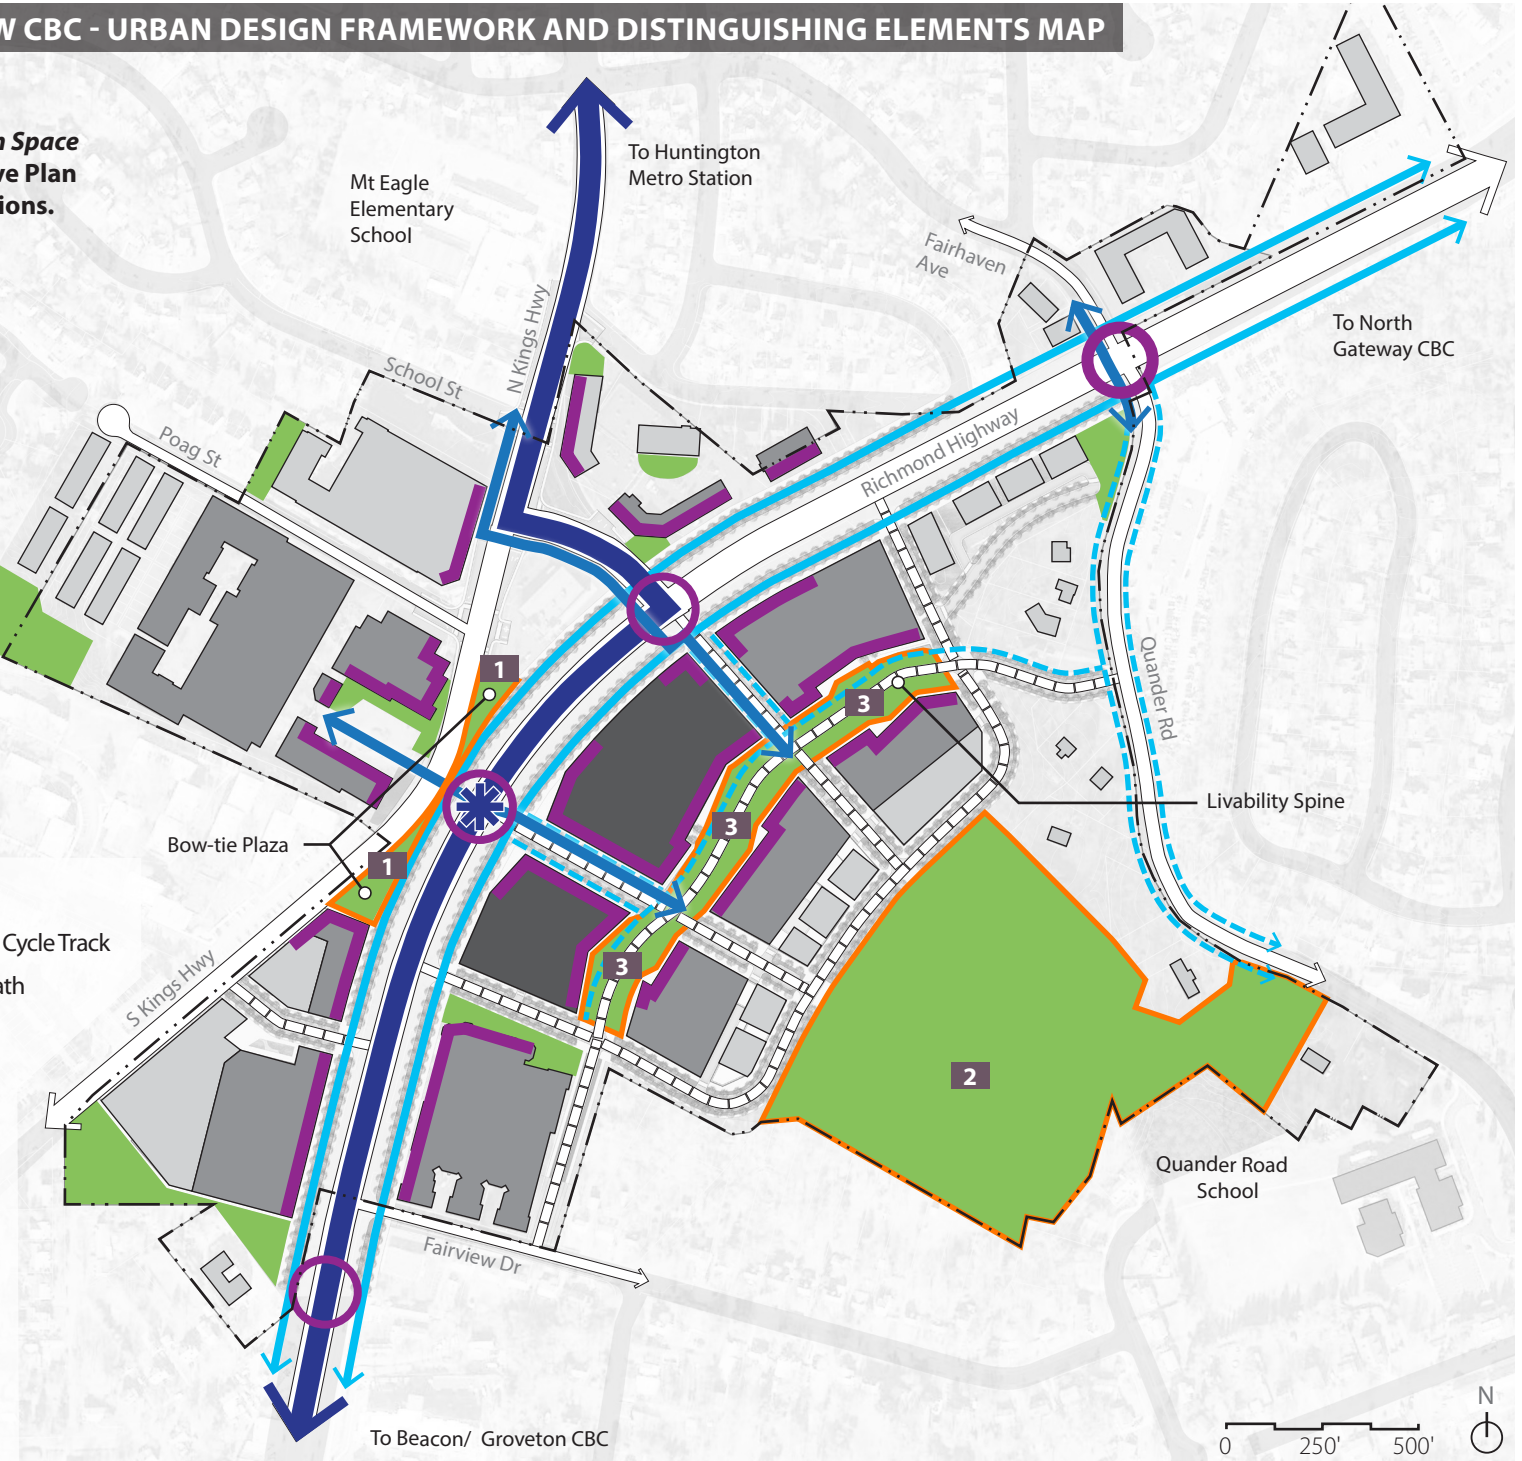 W CBC - URBAN DESIGN FRAMEWORK AND DISTINGUISHING ELEMENTS MAP
n Space
ve Plan
ions.
Mt Eagle
Elementary
School
To Huntington
Metro Station
Fairhaven
Ave
To North
Gateway CBC
N Kings Hwy
School St
Poag St
Richmond Highway
Quander Rd
1
3
Livability Spine
3
Bow-tie Plaza
1
Cycle Track
ath
3
S Kings Hwy
2
Quander Road
School
Fairview Dr
To Beacon/ Groveton CBC
N
0 250' 500'